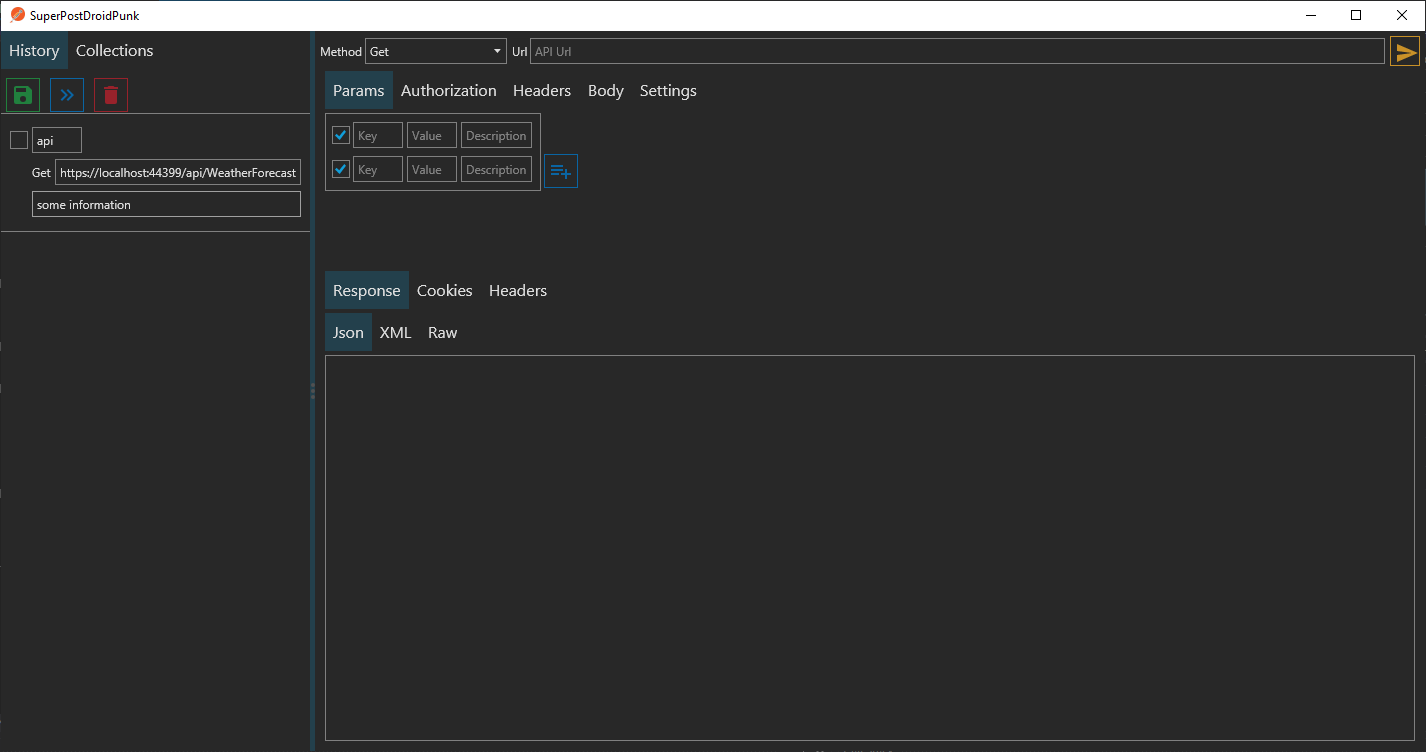 SuperPostDroidPunk
History Collections
Method Get Url API Url
Params Authorization Headers Body Settings
Key Value Description
Key Value Description
api
Get https://localhost:44399/api/WeatherForecast
some information
Response Cookies Headers
Json XML Raw